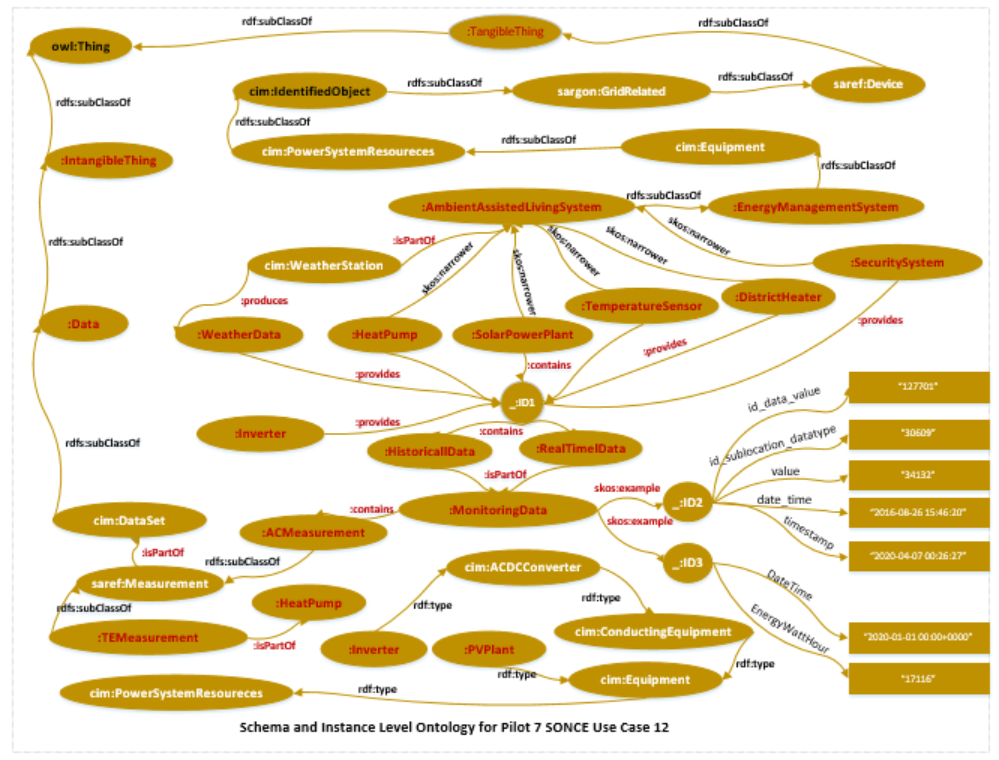 rdf:subClassOf
:TangibleThing
rdf:subClassOf
owl:Thing
cim:IdentifiedObject
rdfs:subClassOf
sargon:GridRelated
rdfs:subClassOf
saref:Device
rdfs:subClassOf
rdfs:subClassOf
:IntangibleThing
cim:PowerSystemResoureces
rdfs:subClassOf
cim:Equipment
rdfs:subClassOf
:AmbientAssistedLivingSystem
rdfs:subClassOf
:EnergyManagementSystem
rdfs:subClassOf
:isPartOf
skos:narrower
skos:narrower
skos:narrower
skos:narrower
skos:narrower
cim:WeatherStation
:SecuritySystem
:produces
:TemperatureSensor
:DistrictHeater
:Data
:WeatherData
:HeatPump
:SolarPowerPlant
:provides
:provides
:contains
:provides
_:ID1
:provides
:Inverter
:contains
:HistoricallData
:RealTimeIData
:isPartOf
rdfs:subClassOf
id_data_value
"127701"
id_sublocation_datatype
"30609"
value
"34132"
skos:example
_:ID2
date_time
"2016-08-26 15:46:20"
timestamp
"2020-04-07 00:26:27"
:contains
:MonitoringData
skos:example
cim:DataSet
:ACMeasurement
:isPartOf
rdfs:subClassOf
_:ID3
DateTime
EnergyWattHour
"2020-01-01 00:00+0000"
"17116"
saref:Measurement
rdfs:subClassOf
cim:ACDCConverter
:HeatPump
rdf:type
rdf:type
:TEMeasurement
:isPartOf
:Inverter
:PVPlant
cim:ConductingEquipment
rdf:type
rdf:type
cim:Equipment
cim:PowerSystemResoureces
rdf:type
Schema and Instance Level Ontology for Pilot 7 SONCE Use Case 12